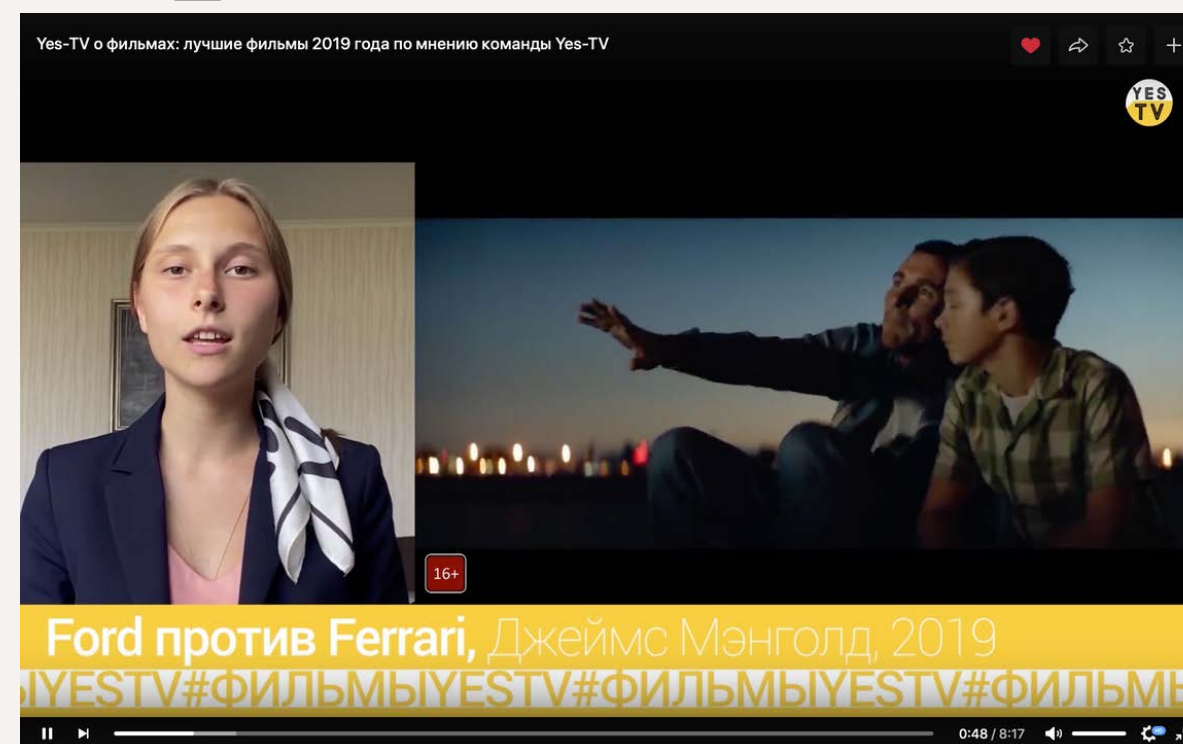 Yes-TV о фильмах: лучшие фильмы 2019 года по мнению команды Yes-TV
YES
TV
16+
Ford против Ferrari, Джеймс Мэнголд, 2019
ЫYESTV#ФИЛЬМЫYESTV#ФИЛЬМЫYESTV#ФИЛЬМЫ
0:48 / 8:17